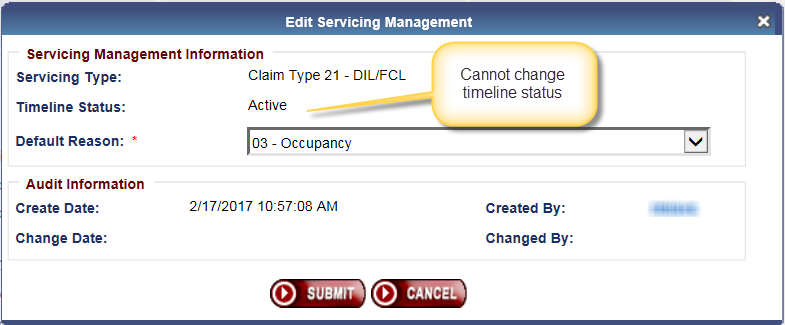 Edit Servicing Management
Servicing Management Information
Servicing Type: Claim Type 21 - DIL/FCL
Cannot change
timeline status
Timeline Status: Active
Default Reason: * 03 - Occupancy
Audit Information
Create Date: 2/17/2017 10:57:08 AM Created By:
Change Date: Changed By:
SUBMIT CANCEL